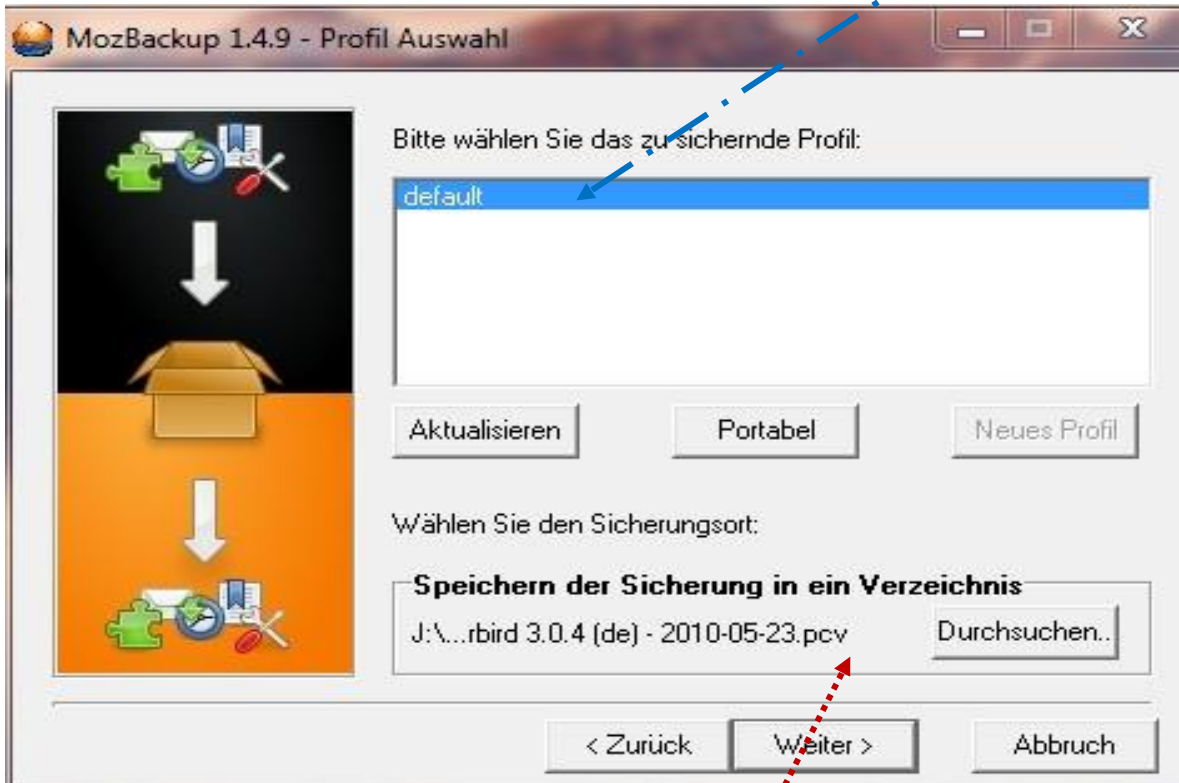 MozBackup 1.4.9 - Profil Auswahl
Bitte wählen Sie das zu sichernde Profil:
default
Aktualisieren
Portabel
Neues Profil
Wählen Sie den Sicherungsort:
Speichern der Sicherung in ein Verzeichnis
J:\...rbird 3.0.4 (de) - 2010-05-23.pcv
Durchsuchen..
< Zurück
Weiter >
Abbruch